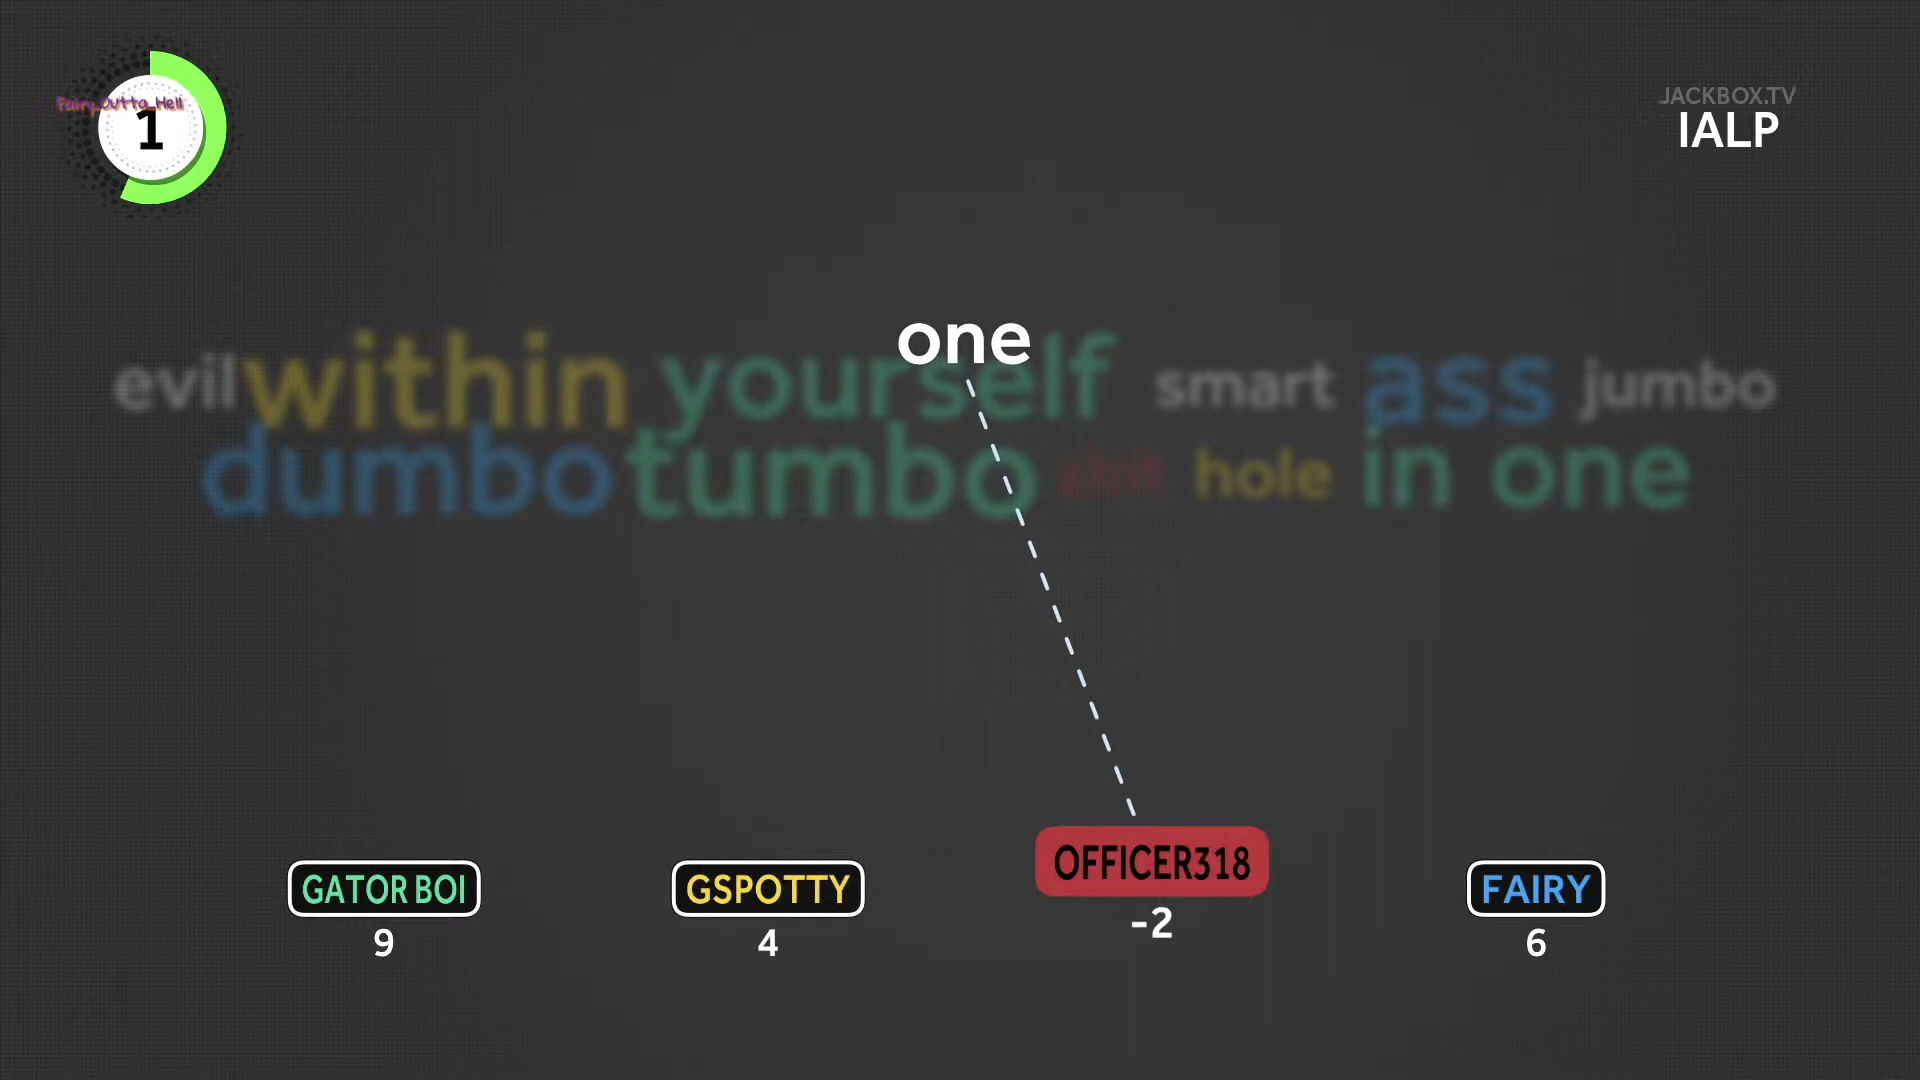 Fairy_Outta_Hell
1
JACKBOX.TV
IALP
one
evil within yourself smart ass jumbo
dumbo tumbo shit hole in one
OFFICER318
-2
GATOR BOI
9
GSPOTTY
4
FAIRY
6